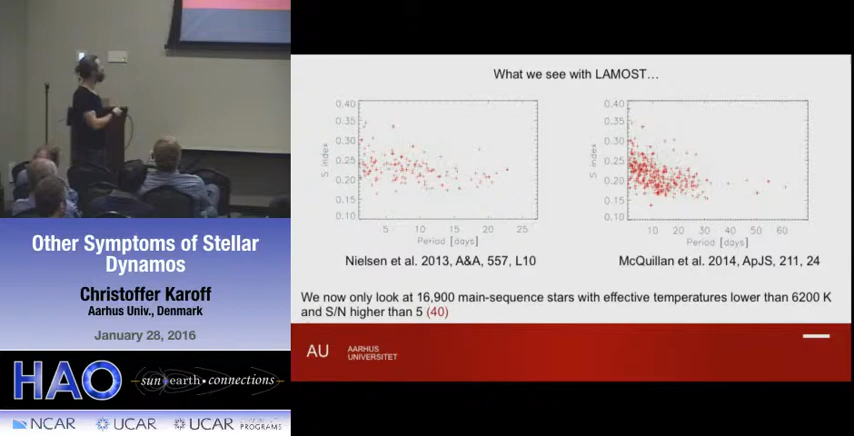 What we see with LAMOST…
0.40
0.35
0.30
0.25
0.20
0.15
0.10
S index
5 10 15 20 25
Period [days]
0.40
0.35
0.30
0.25
0.20
0.15
0.10
S index
10 20 30 40 50 60
Period [days]
Nielsen et al. 2013, A&A, 557, L10
McQuillan et al. 2014, ApJS, 211, 24
We now only look at 16,900 main-sequence stars with effective temperatures lower than 6200 K
and S/N higher than 5 (40)
AU
AARHUS
UNIVERSITET
Other Symptoms of Stellar
Dynamos
Christoffer Karoff
Aarhus Univ., Denmark
January 28, 2016
HAO
sun earth connections
NCAR
UCAR
UCAR
PROGRAMS